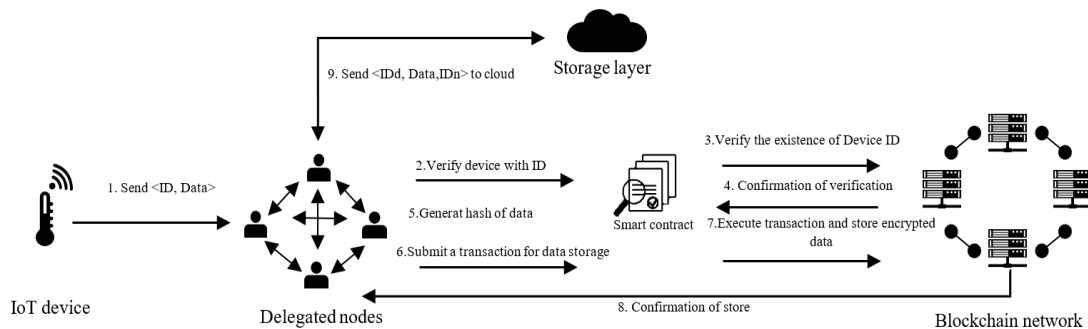 Storage layer
9. Send <IDd, Data,IDn> to cloud
3.Verify the existence of Device ID
2.Verify device with ID
4. Confirmation of verification
1. Send <ID, Data>
5.Generat hash of data
Smart contract
7.Execute transaction and store encrypted
data
6.Submit a transaction for data storage
8. Confirmation of store
IoT device
Delegated nodes
Blockchain network